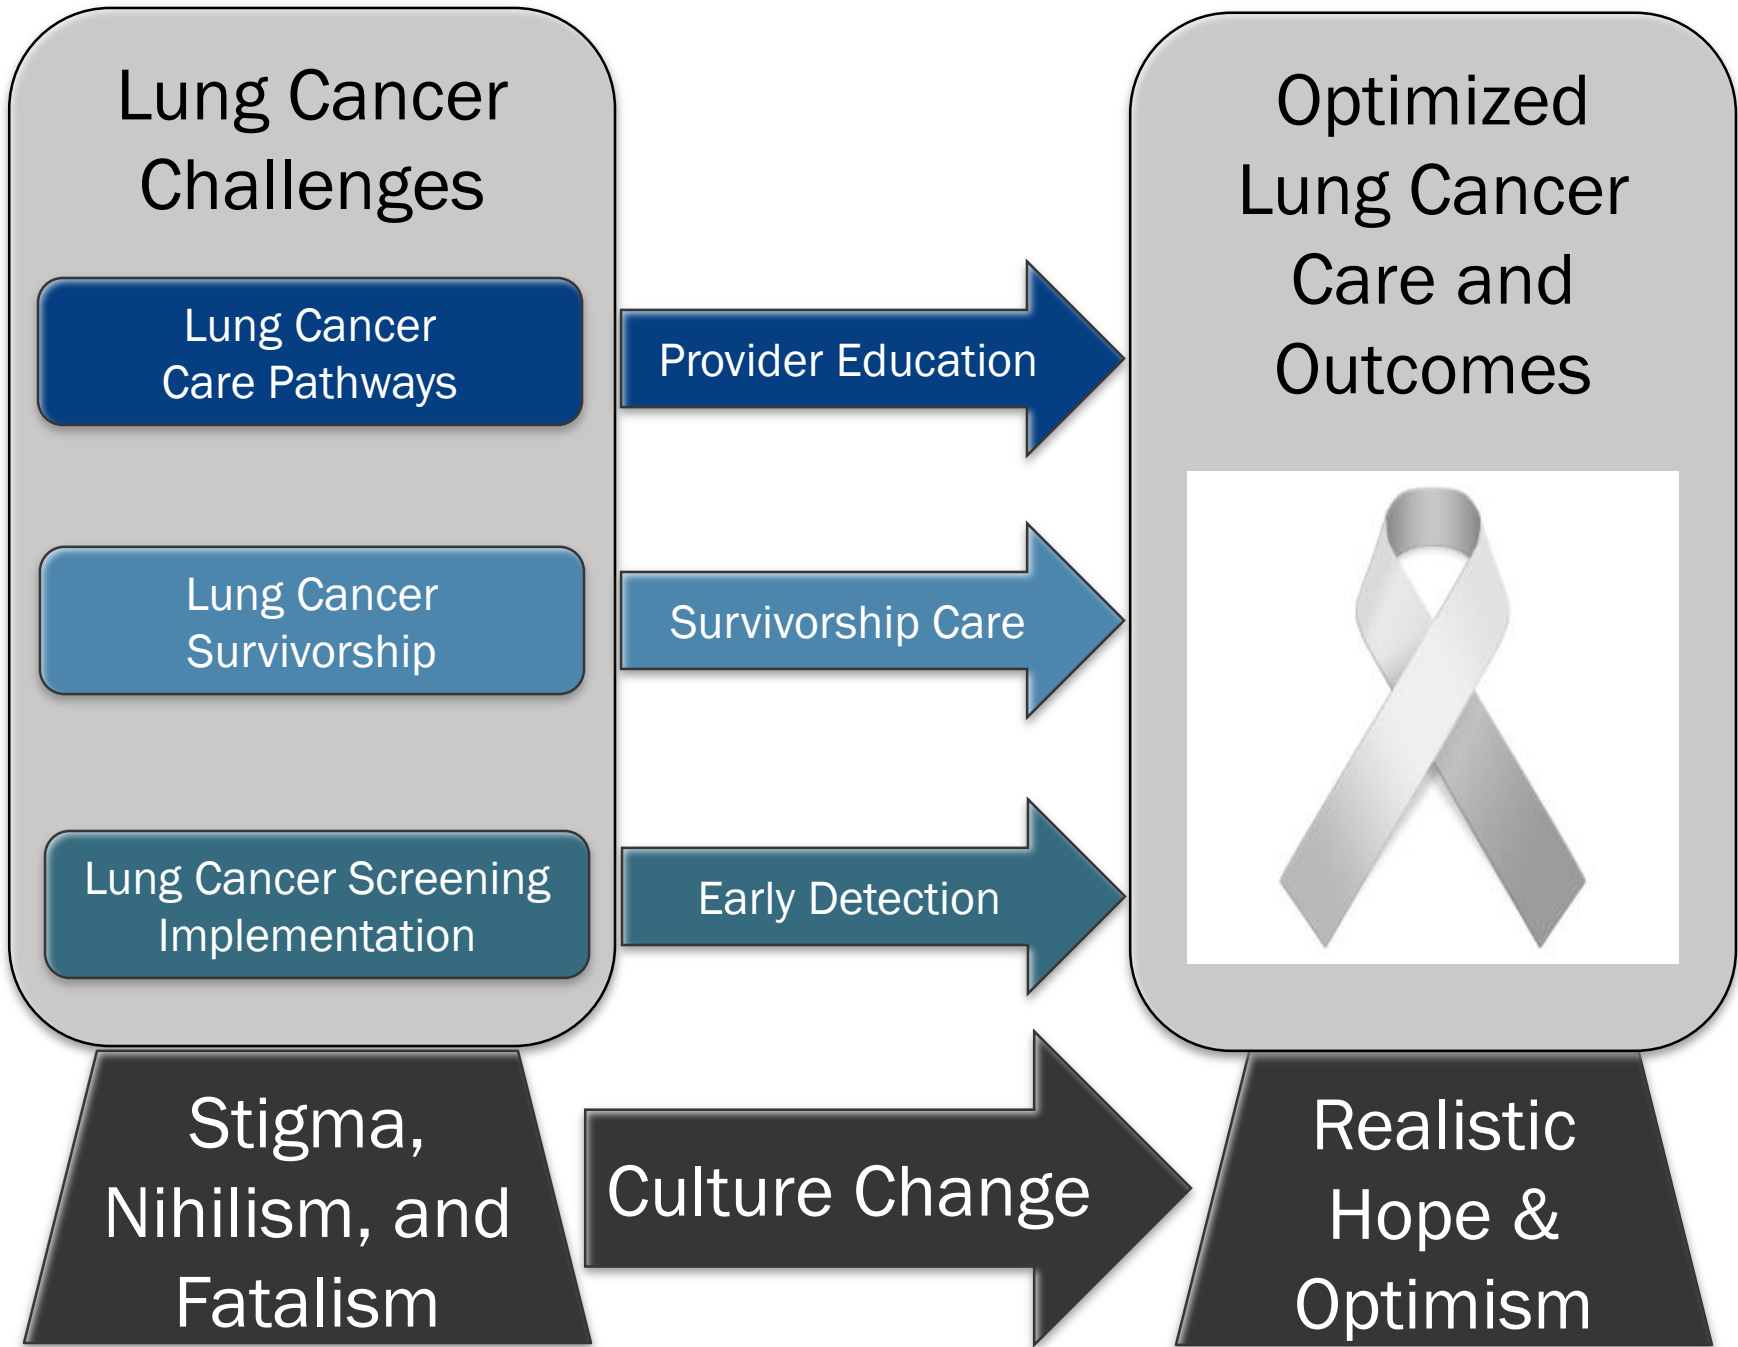 Lung Cancer
Challenges
Lung Cancer
Care Pathways
Lung Cancer
Survivorship
Lung Cancer Screening
Implementation
Stigma,
Nihilism, and
Fatalism
Provider Education
Survivorship Care
Early Detection
Culture Change
Optimized
Lung Cancer
Care and
Outcomes
Realistic
Hope &
Optimism